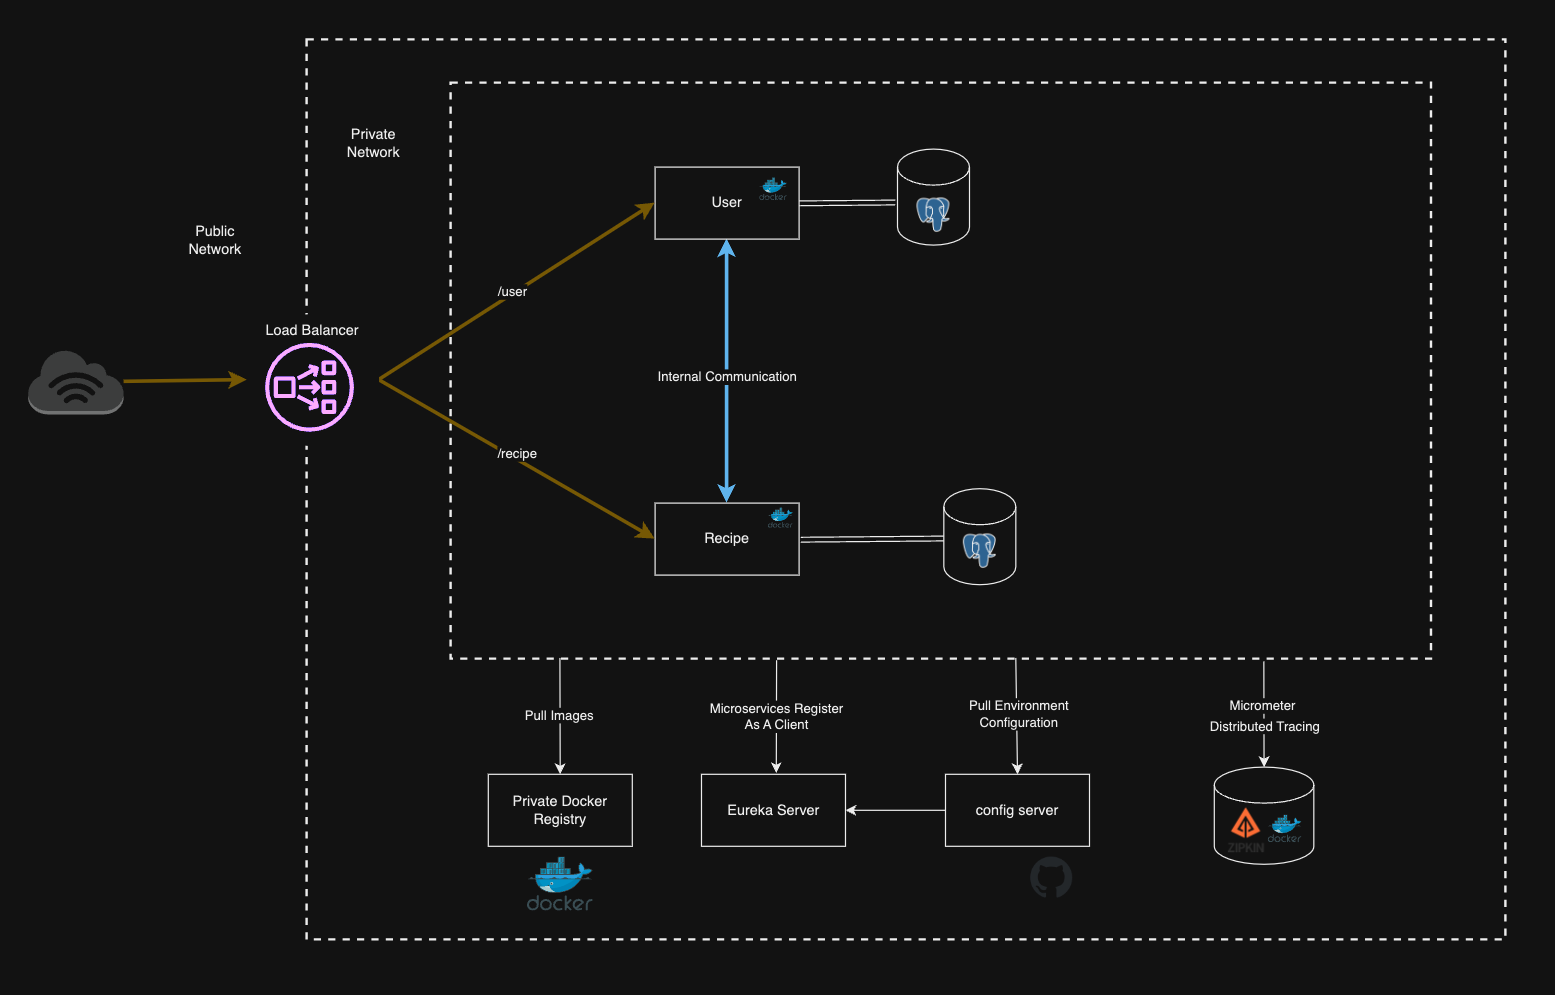 Private
Network
Public
Network
Load Balancer
User
docker
/user
Internal Communication
/recipe
Recipe
docker
Pull Images
Microservices Register
As A Client
Pull Environment
Configuration
Micrometer
Distributed Tracing
Private Docker
Registry
Eureka Server
config server
ZIPKIN
docker
docker